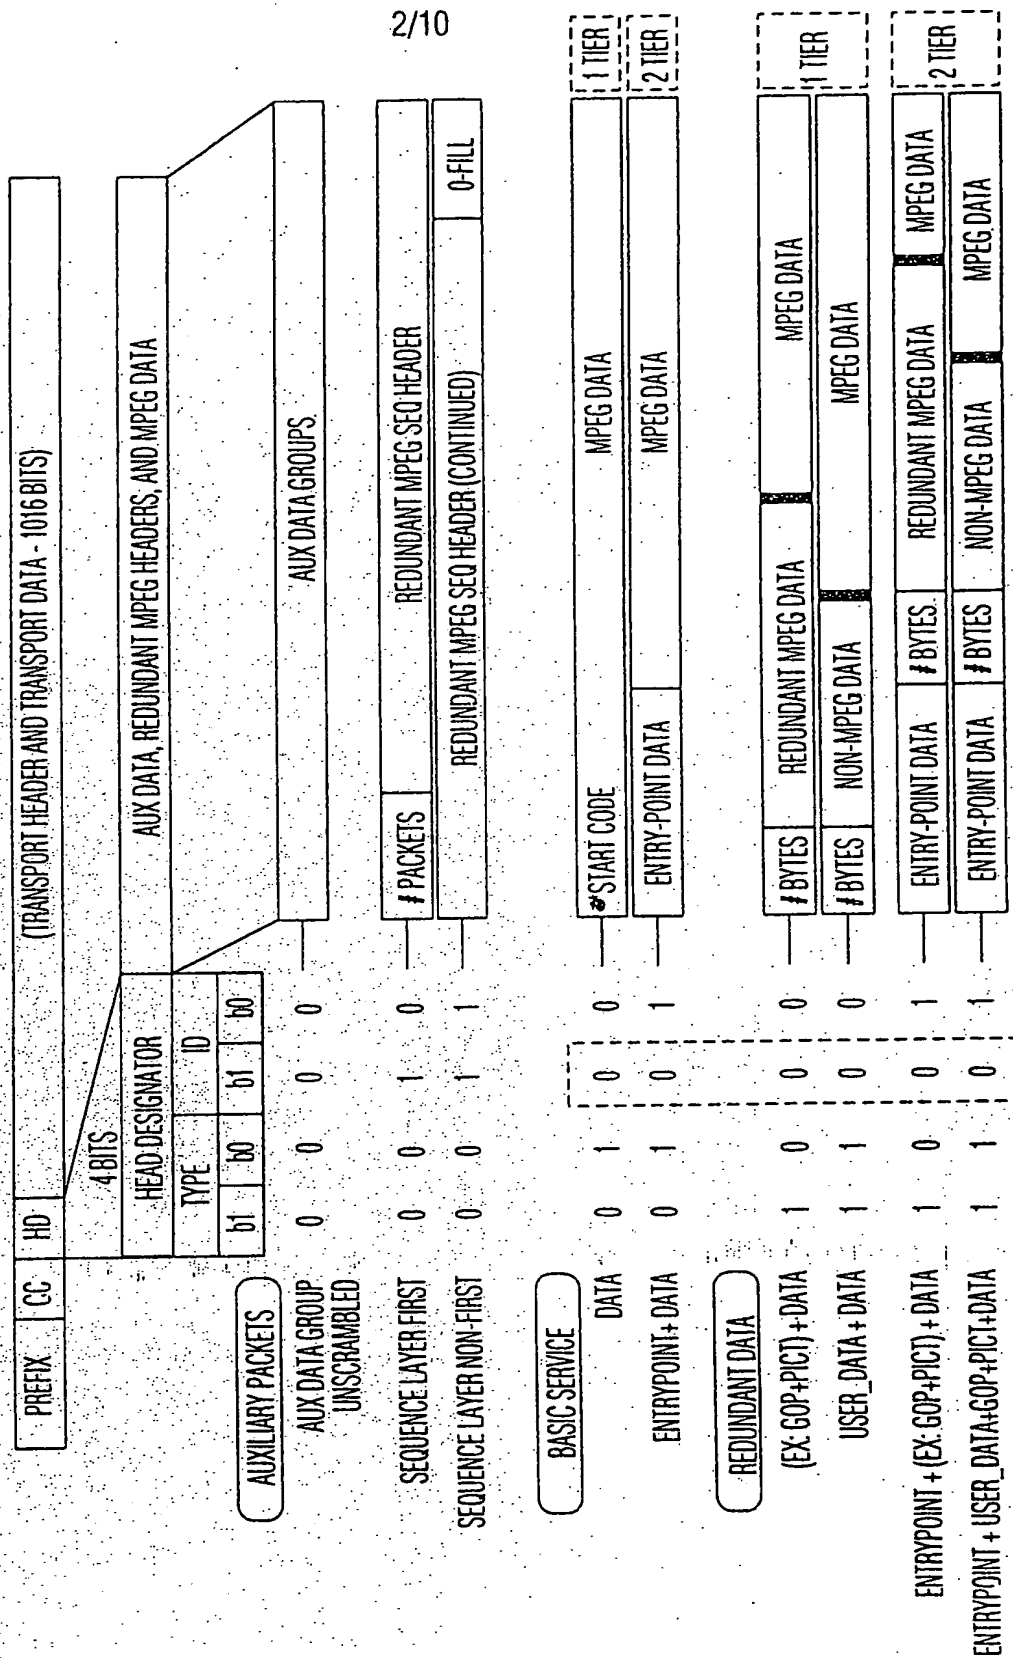 2/10
PREFIX CC HD (TRANSPORT HEADER AND TRANSPORT DATA - 1016 BITS)
4 BITS
HEAD DESIGNATOR AUX DATA, REDUNDANT MPEG HEADERS, AND MPEG DATA
TYPE ID
b1 b0 b1 b0
AUXILIARY PACKETS
AUX DATA GROUP 0 0 0 0 AUX DATA GROUPS
UNSCRAMBLED
SEQUENCE LAYER FIRST 0 0 1 0 # PACKETS REDUNDANT MPEG SEQ HEADER
SEQUENCE LAYER NON-FIRST 0 0 1 1 REDUNDANT MPEG SEQ HEADER (CONTINUED) 0-FILL
BASIC SERVICE
DATA 0 1 0 0 START CODE MPEG DATA 1 TIER
ENTRYPOINT+ DATA 0 1 0 1 ENTRY-POINT DATA MPEG DATA 2 TIER
REDUNDANT DATA
(EX: GOP+PICT)+DATA 1 0 0 0 # BYTES REDUNDANT MPEG DATA MPEG DATA
1 TIER
USER_DATA + DATA 1 1 0 0 # BYTES NON-MPEG DATA MPEG DATA
ENTRYPOINT + (EX: GOP+PICT) + DATA 1 0 0 1 ENTRY-POINT DATA # BYTES REDUNDANT MPEG DATA MPEG DATA
2 TIER
ENTRYPOINT + USER_DATA+GOP+PICT+DATA 1 1 0 1 ENTRY-POINT DATA # BYTES NON-MPEG DATA MPEG DATA